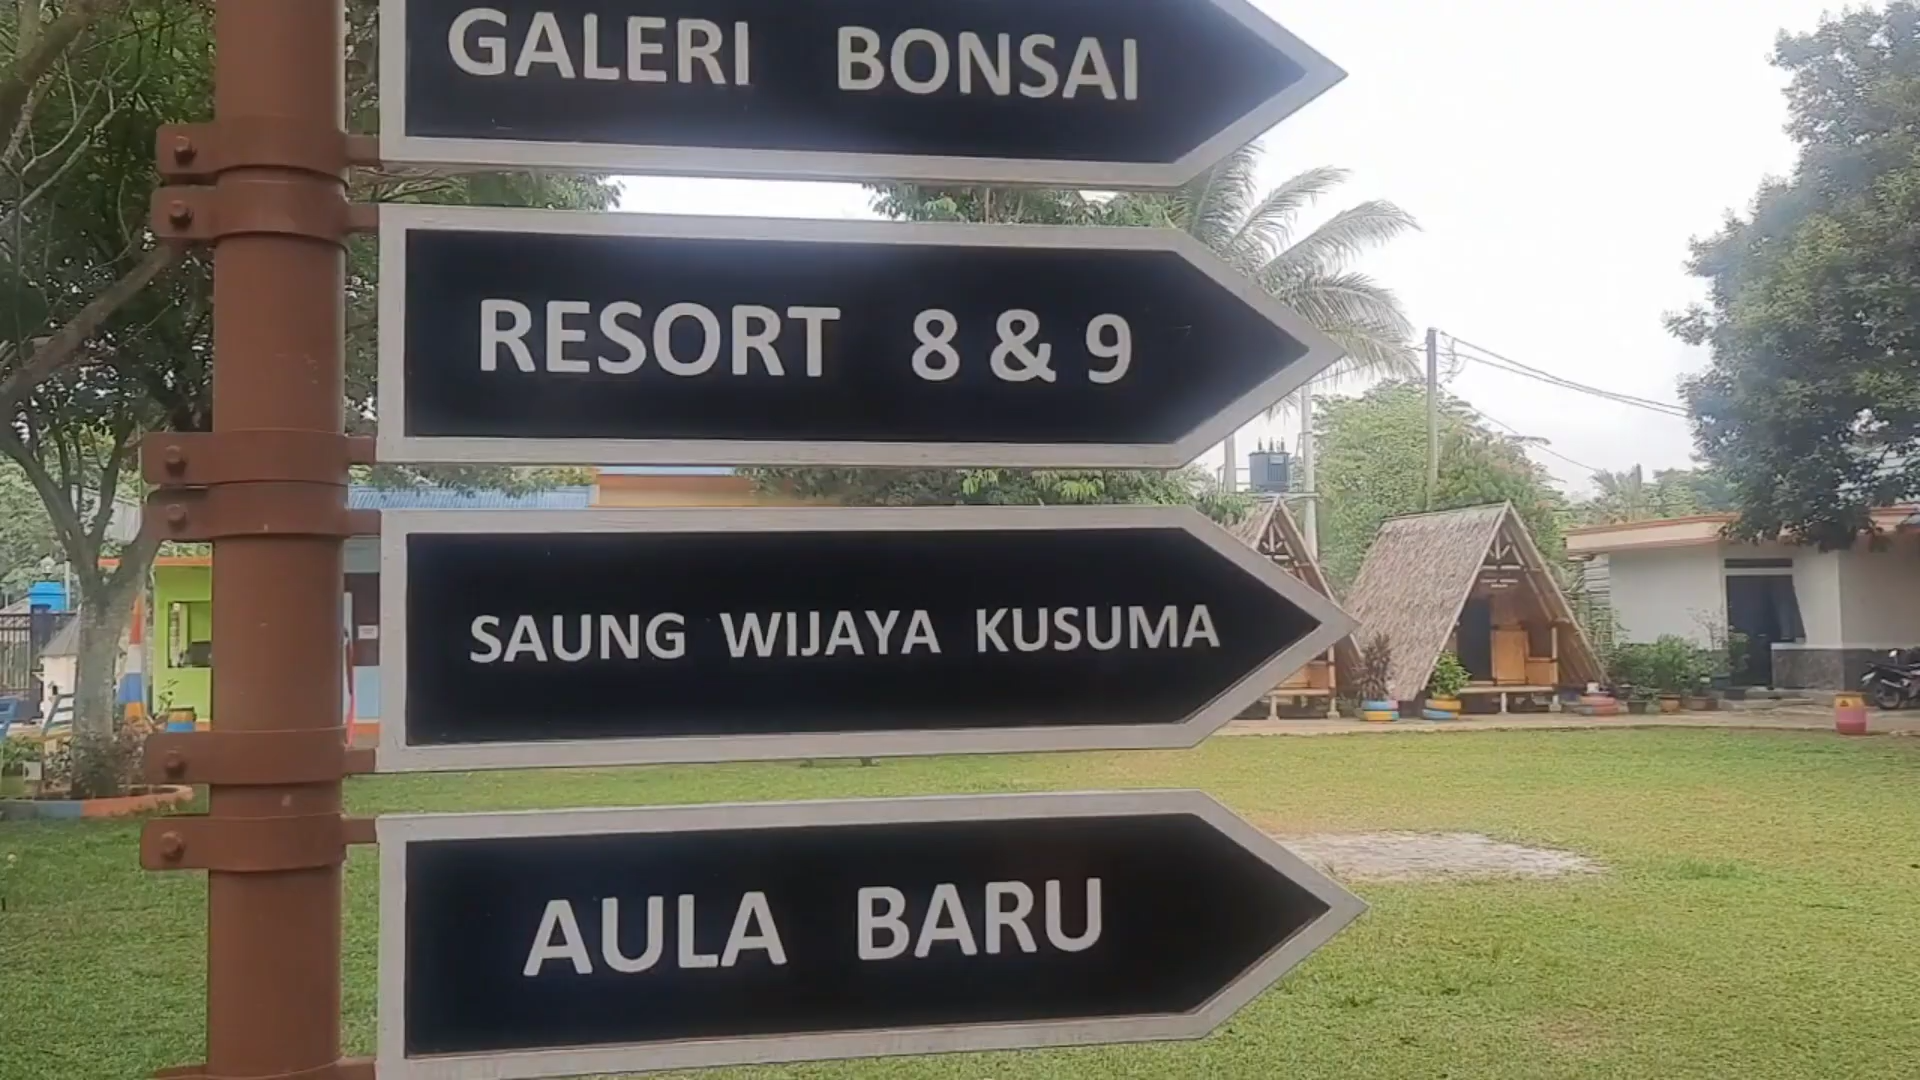 GALERI BONSAI
RESORT 8 & 9
SAUNG WIJAYA KUSUMA
AULA BARU